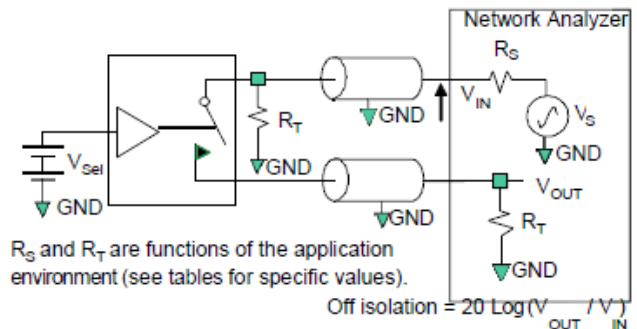 Network Analyzer
RS
RT
GND
VIN
VS
GND
GND
VSel
GND
VOUT
GND
RT
GND
RS and RT are functions of the application
environment (see tables for specific values).
Off isolation = 20 Log(VOUT / VIN)